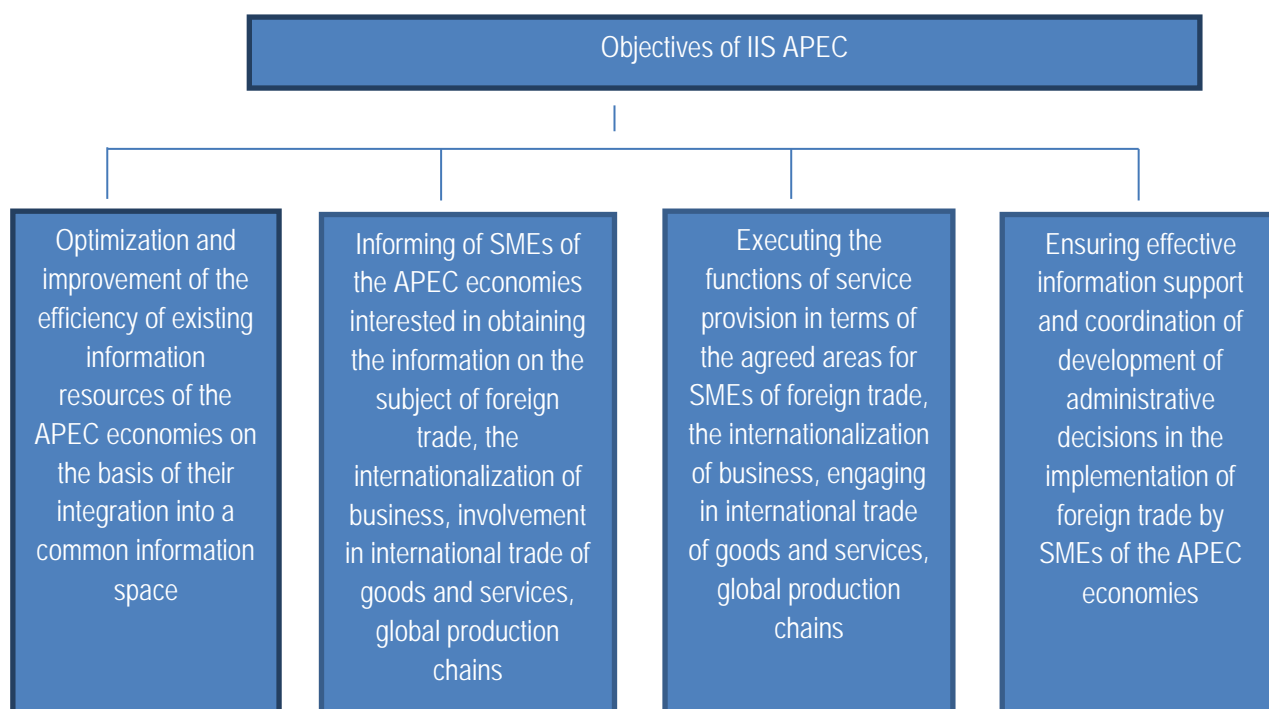 Objectives of IIS APEC
Optimization and
improvement of the
efficiency of existing
information
resources of the
APEC economies on
the basis of their
integration into a
common information
space
Informing of SMEs of
the APEC economies
interested in obtaining
the information on the
subject of foreign
trade, the
internationalization of
business, involvement
in international trade of
goods and services,
global production
chains
Executing the
functions of service
provision in terms of
the agreed areas for
SMEs of foreign trade,
the internationalization
of business, engaging
in international trade
of goods and services,
global production
chains
Ensuring effective
information support
and coordination of
development of
administrative
decisions in the
implementation of
foreign trade by
SMEs of the APEC
economies